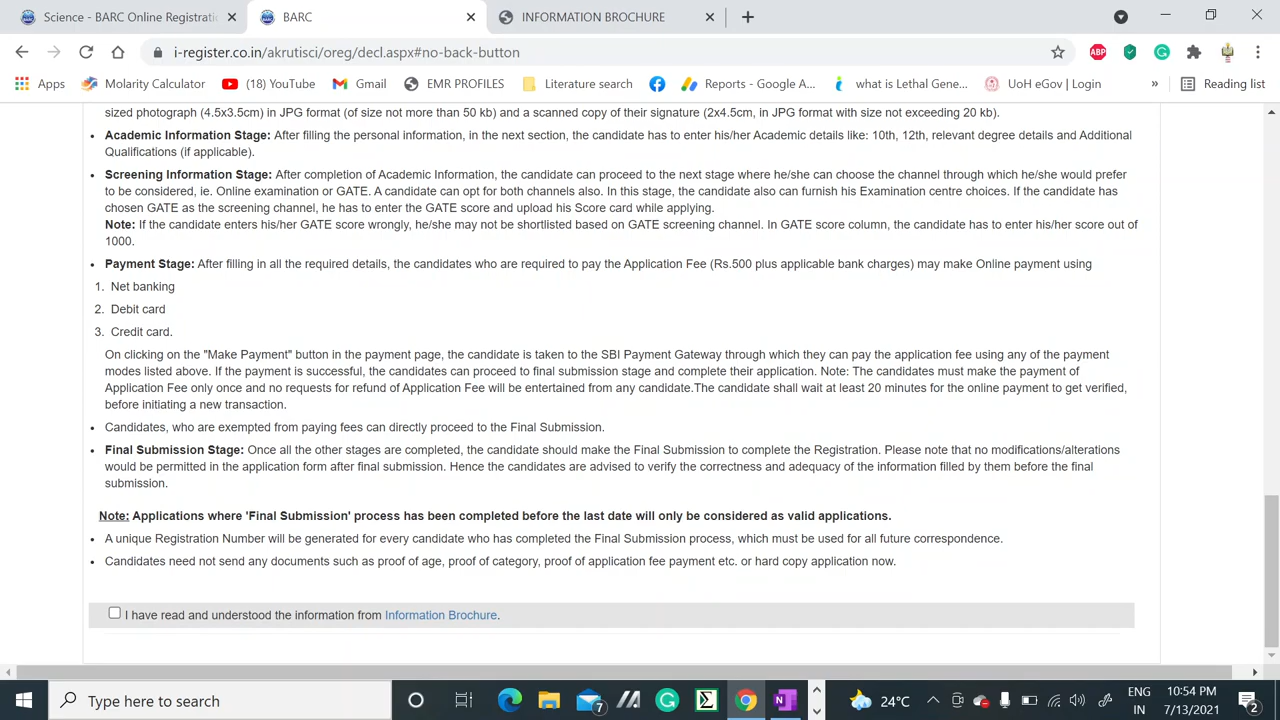 Science - BARC Online Registratio
BARC
INFORMATION BROCHURE
i-register.co.in/akrutisci/oreg/decl.aspx#no-back-button
ABP
Apps
Molarity Calculator
(18) YouTube
Gmail
EMR PROFILES
Literature search
Reports - Google A...
what is Lethal Gene...
UoH eGov | Login
»
Reading list
sized photograph (4.5x3.5cm) in JPG format (of size not more than 50 kb) and a scanned copy of their signature (2x4.5cm, in JPG format with size not exceeding 20 kb).
• Academic Information Stage: After filling the personal information, in the next section, the candidate has to enter his/her Academic details like: 10th, 12th, relevant degree details and Additional
Qualifications (if applicable).
• Screening Information Stage: After completion of Academic Information, the candidate can proceed to the next stage where he/she can choose the channel through which he/she would prefer
to be considered, ie. Online examination or GATE. A candidate can opt for both channels also. In this stage, the candidate also can furnish his Examination centre choices. If the candidate has
chosen GATE as the screening channel, he has to enter the GATE score and upload his Score card while applying.
Note: If the candidate enters his/her GATE score wrongly, he/she may not be shortlisted based on GATE screening channel. In GATE score column, the candidate has to enter his/her score out of
1000.
• Payment Stage: After filling in all the required details, the candidates who are required to pay the Application Fee (Rs.500 plus applicable bank charges) may make Online payment using
1. Net banking
2. Debit card
3. Credit card.
On clicking on the "Make Payment" button in the payment page, the candidate is taken to the SBI Payment Gateway through which they can pay the application fee using any of the payment
modes listed above. If the payment is successful, the candidates can proceed to final submission stage and complete their application. Note: The candidates must make the payment of
Application Fee only once and no requests for refund of Application Fee will be entertained from any candidate.The candidate shall wait at least 20 minutes for the online payment to get verified,
before initiating a new transaction.
• Candidates, who are exempted from paying fees can directly proceed to the Final Submission.
• Final Submission Stage: Once all the other stages are completed, the candidate should make the Final Submission to complete the Registration. Please note that no modifications/alterations
would be permitted in the application form after final submission. Hence the candidates are advised to verify the correctness and adequacy of the information filled by them before the final
submission.
Note: Applications where 'Final Submission' process has been completed before the last date will only be considered as valid applications.
• A unique Registration Number will be generated for every candidate who has completed the Final Submission process, which must be used for all future correspondence.
• Candidates need not send any documents such as proof of age, proof of category, proof of application fee payment etc. or hard copy application now.
I have read and understood the information from Information Brochure.
Type here to search
7
24°C
ENG
IN
10:54 PM
7/13/2021
2